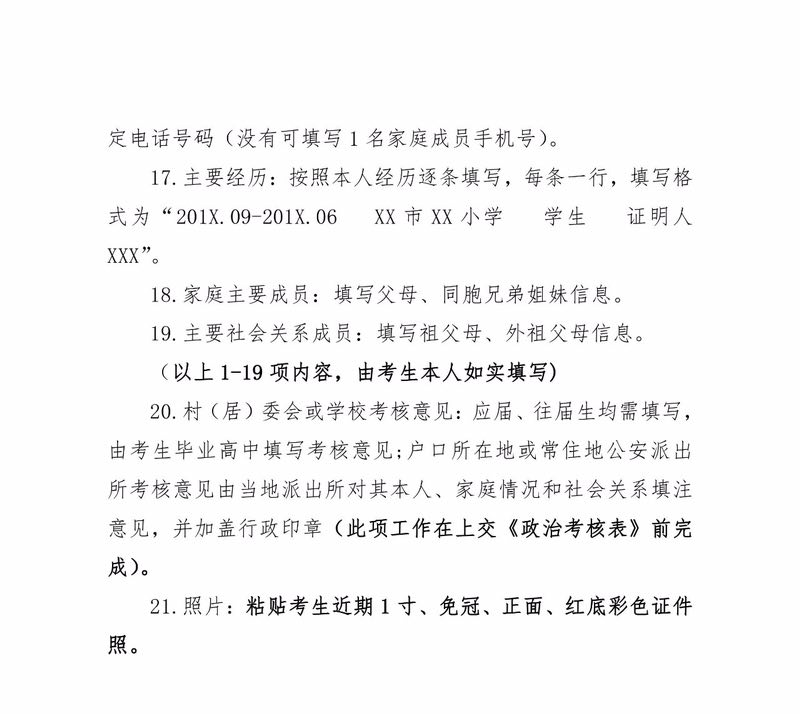 定电话号码（没有可填写1名家庭成员手机号）。
17.主要经历：按照本人经历逐条填写，每条一行，填写格
式为“201X.09-201X.06 XX市XX小学 学生 证明人
XXX”。
18.家庭主要成员：填写父母、同胞兄弟姐妹信息。
19.主要社会关系成员：填写祖父母、外祖父母信息。
（以上1-19项内容，由考生本人如实填写)
20.村（居）委会或学校考核意见：应届、往届生均需填写，
由考生毕业高中填写考核意见;户口所在地或常住地公安派出
所考核意见由当地派出所对其本人、家庭情况和社会关系填注
意见，并加盖行政印章（此项工作在上交《政治考核表》前完
成）。
21.照片：粘贴考生近期1寸、免冠、正面、红底彩色证件
照。